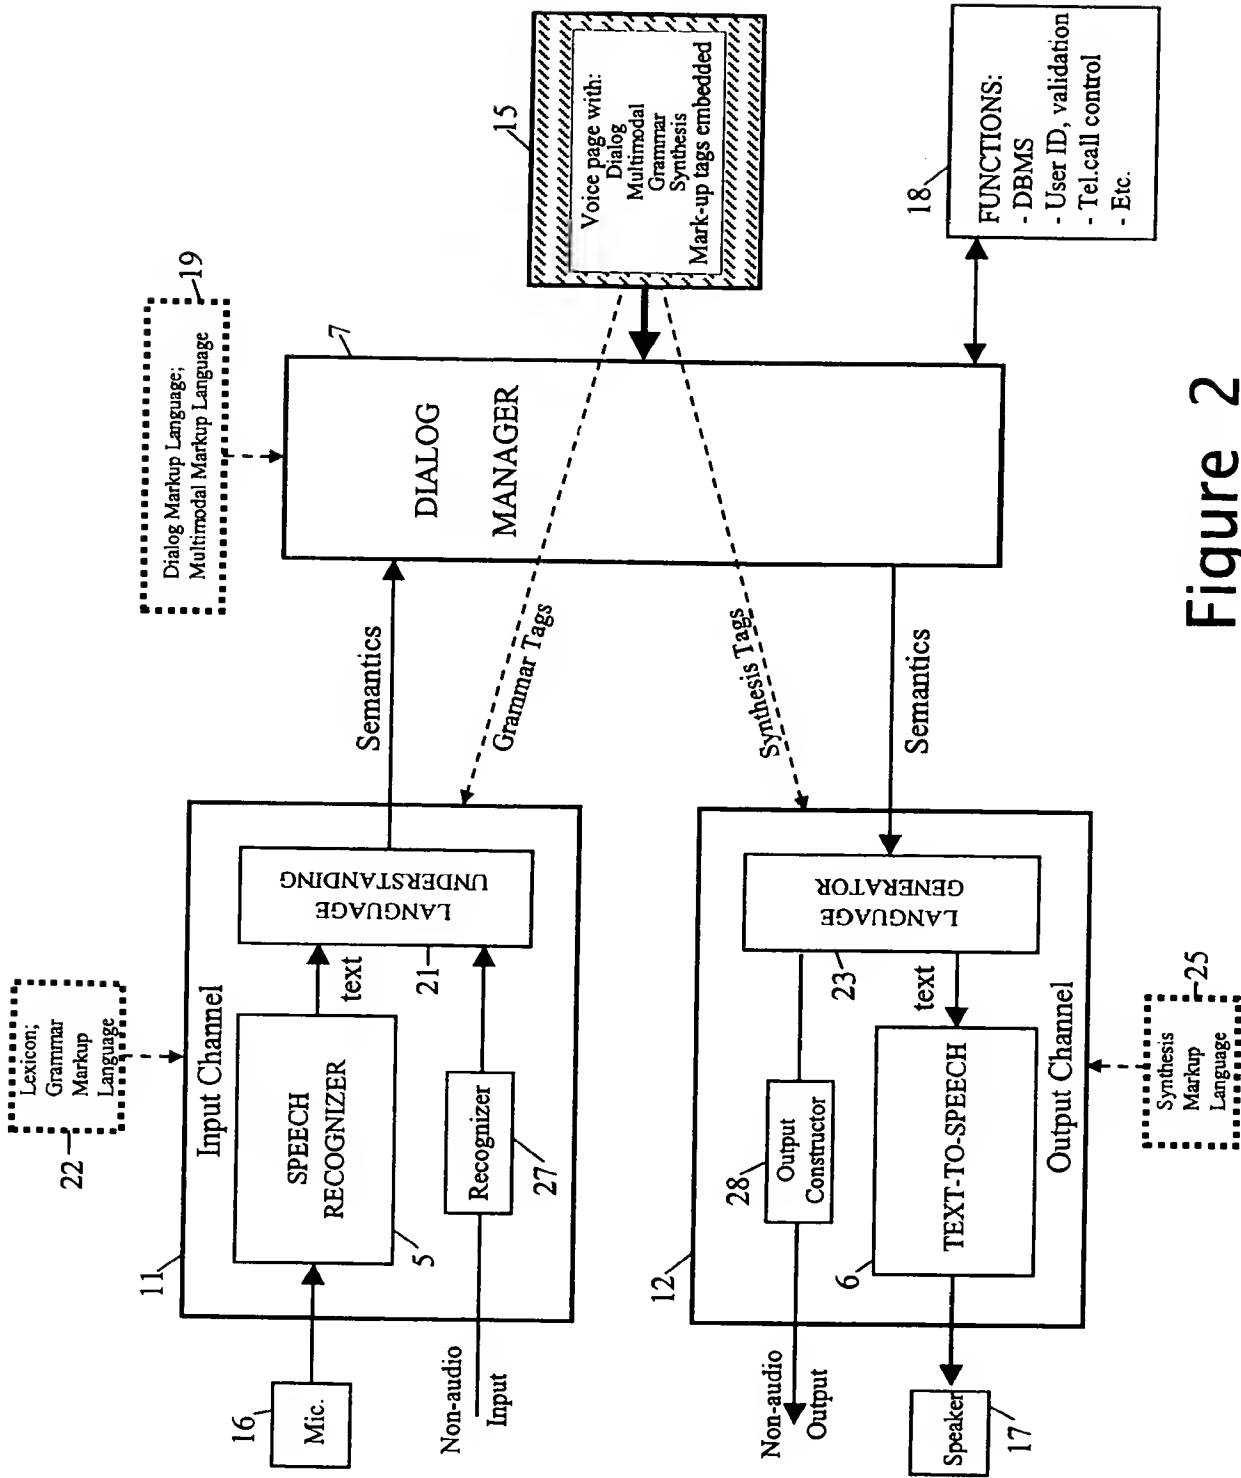 22
Lexicon;
Grammar
Markup
Language
Dialog Markup Language;
Multimodal Markup Language
19
11
Input Channel
16
Mic.
SPEECH
RECOGNIZER
5
text
LANGUAGE
UNDERSTANDING
21
Non-audio
Input
Recognizer
27
Semantics
Grammar Tags
7
DIALOG
MANAGER
15
Voice page with:
Dialog
Multimodal
Grammar
Synthesis
Mark-up tags embedded
Synthesis Tags
Semantics
12
Non-audio
Output
28
Output
Constructor
LANGUAGE
GENERATOR
23
text
6
TEXT-TO-SPEECH
Output Channel
Speaker
17
Synthesis
Markup
Language
25
18
FUNCTIONS:
- DBMS
- User ID, validation
- Tel.call control
- Etc.
Figure 2